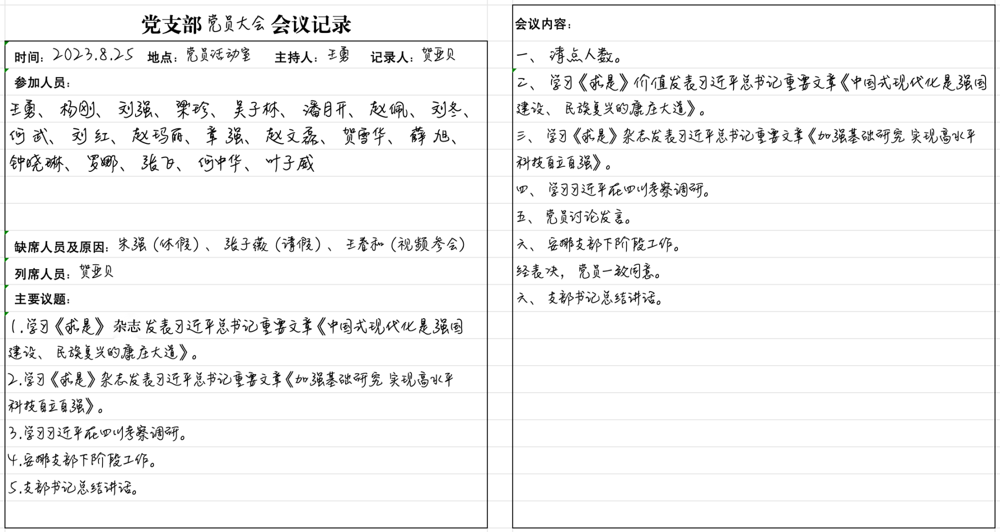 党支部 党员大会 会议记录
时间：2023.8.25 地点：党员活动室 主持人：王勇 记录人：贺亚贝
参加人员：
王勇、杨刚、刘强、梁珍、吴子林、潘月开、赵佩、刘冬、
何武、刘红、赵玛丽、章强、赵文磊、贺雪华、薛旭、
钟晓琳、罗娜、张飞、何中华、叶子威
缺席人员及原因：朱强（休假）、张子薇（请假）、王春和（视频参会）
列席人员：贺亚贝
主要议题：
1.学习《求是》杂志发表习近平总书记重要文章《中国式现代化是强国
建设、民族复兴的康庄大道》。
2.学习《求是》杂志发表习近平总书记重要文章《加强基础研究 实现高水平
科技自立自强》。
3.学习习近平在四川考察调研。
4.安排支部下阶段工作。
5.支部书记总结讲话。
会议内容：
一、清点人数。
二、学习《求是》价值发表习近平总书记重要文章《中国式现代化是强国
建设、民族复兴的康庄大道》。
三、学习《求是》杂志发表习近平总书记重要文章《加强基础研究 实现高水平
科技自立自强》。
四、学习习近平在四川考察调研。
五、党员讨论发言。
六、安排支部下阶段工作。
经表决，党员一致同意。
六、支部书记总结讲话。